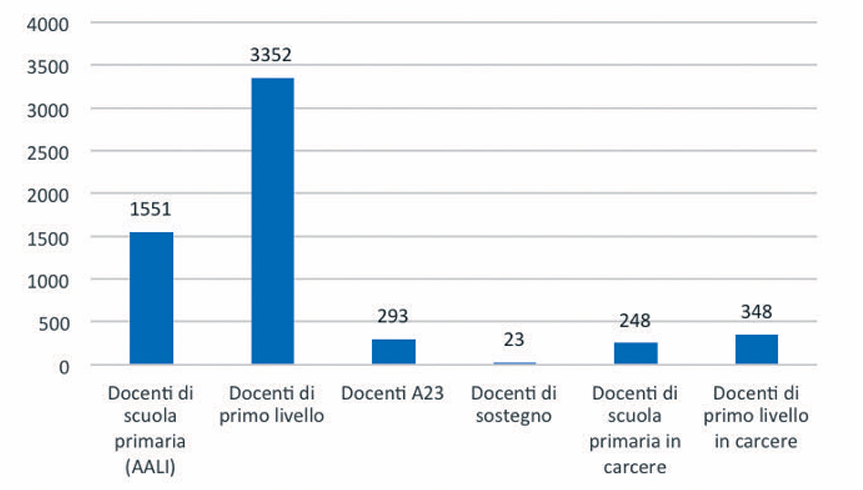 4000
3500
3000
2500
2000
1500
1000
500
0
1551
3352
293
23
248
348
Docenti di
scuola
primaria
(AALI)
Docenti di
primo livello
Docenti A23
Docenti di
sostegno
Docenti di
scuola
primaria in
carcere
Docenti di
primo livello
in carcere